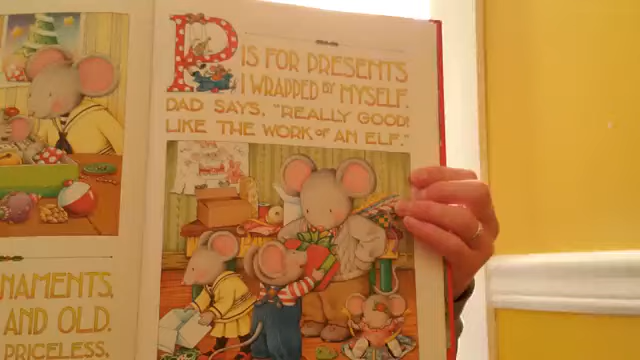 NAMENTS,
AND OLD.
PRICELESS,
P IS FOR PRESENTS
I WRAPPED BY MYSELF.
DAD SAYS, "REALLY GOOD!
LIKE THE WORK OF AN ELF."